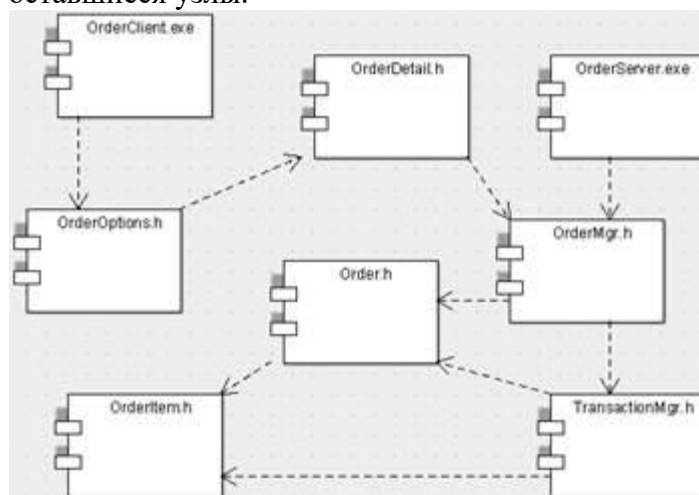 оставшиеся узлы.
OrderClient.exe
OrderDetail.h
OrderServer.exe
OrderOptions.h
OrderMgr.h
Order.h
OrderItem.h
TransactionMgr.h